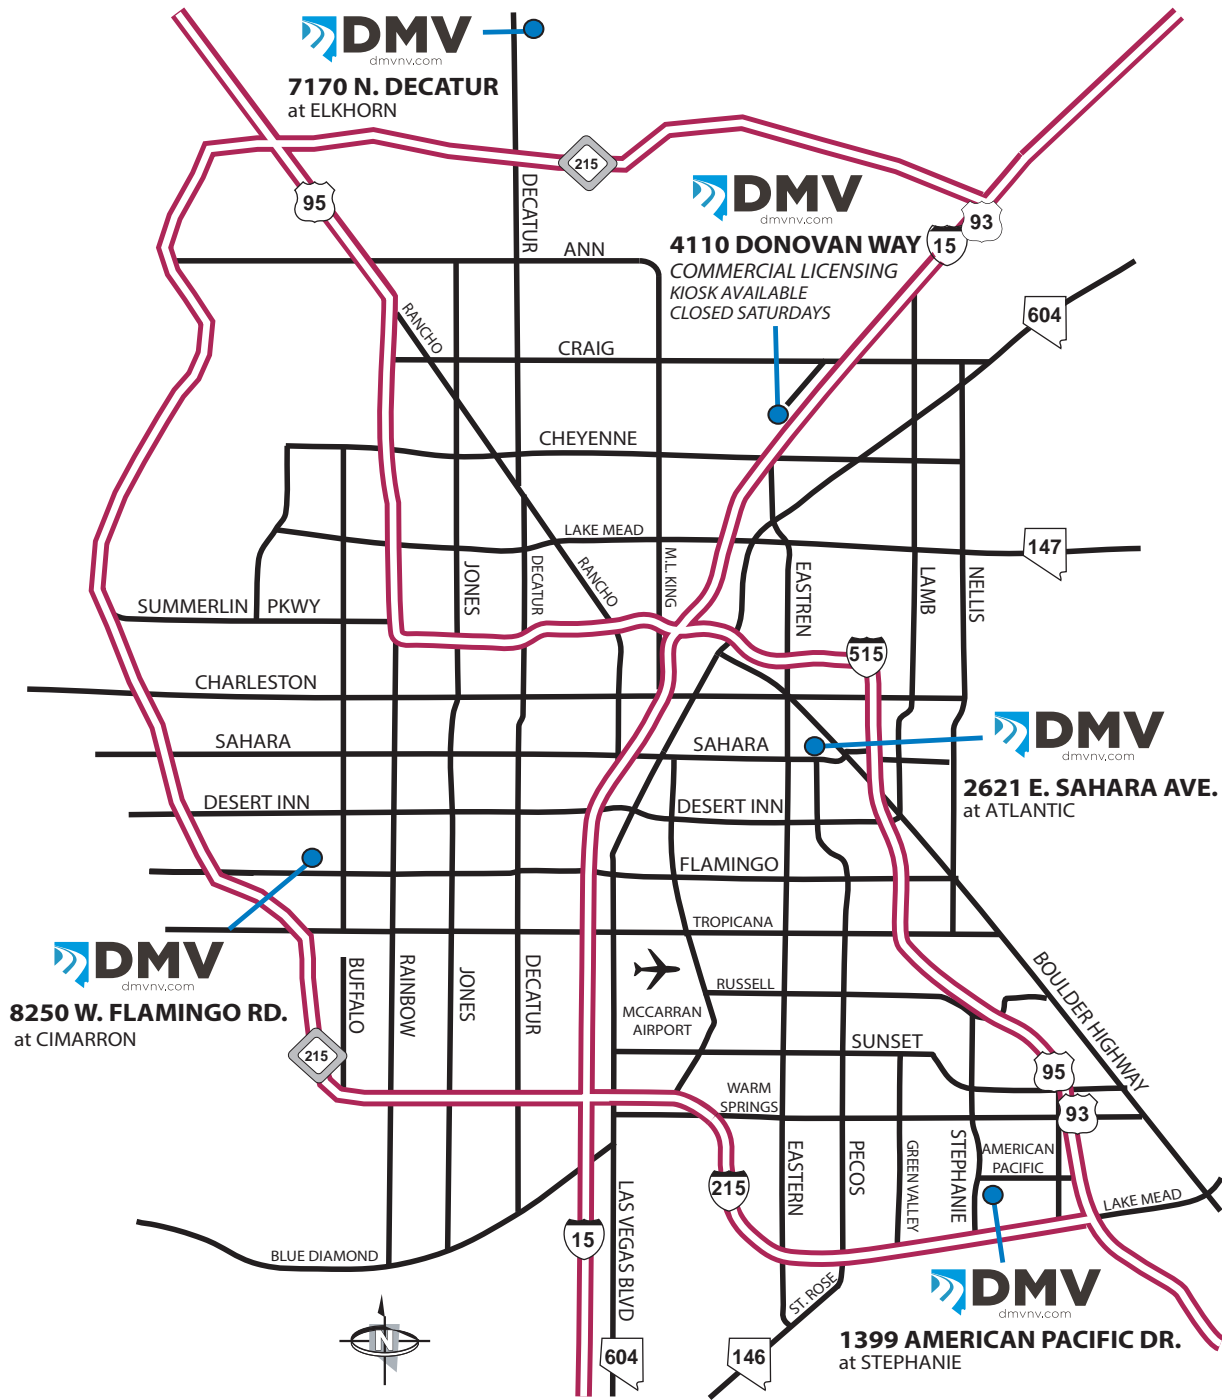 DMV
dmvnv.com
7170 N. DECATUR
at ELKHORN
215
95
DECATUR
DMV
dmvnv.com
4110 DONOVAN WAY
COMMERCIAL LICENSING
KIOSK AVAILABLE
CLOSED SATURDAYS
93
15
ANN
604
RANCHO
CRAIG
CHEYENNE
LAKE MEAD
147
JONES
DECATUR
RANCHO
M.L. KING
EASTREN
LAMB
NELLIS
SUMMERLIN PKWY
515
CHARLESTON
SAHARA
SAHARA
DMV
dmvnv.com
2621 E. SAHARA AVE.
at ATLANTIC
DESERT INN
DESERT INN
FLAMINGO
TROPICANA
DMV
dmvnv.com
8250 W. FLAMINGO RD.
at CIMARRON
BUFFALO
RAINBOW
JONES
DECATUR
RUSSELL
MCCARRAN
AIRPORT
BOULDER HIGHWAY
SUNSET
215
95
WARM
SPRINGS
93
EASTERN
PECOS
GREEN VALLEY
STEPHANIE
AMERICAN
PACIFIC
215
LAS VEGAS BLVD
LAKE MEAD
15
BLUE DIAMOND
ST. ROSE
DMV
dmvnv.com
1399 AMERICAN PACIFIC DR.
at STEPHANIE
N
604
146